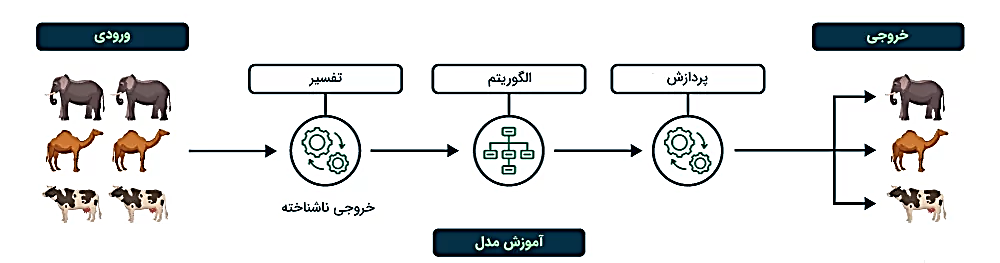 ورودی
خروجی
تفسیر
الگوریتم
پردازش
خروجی ناشناخته
آموزش مدل